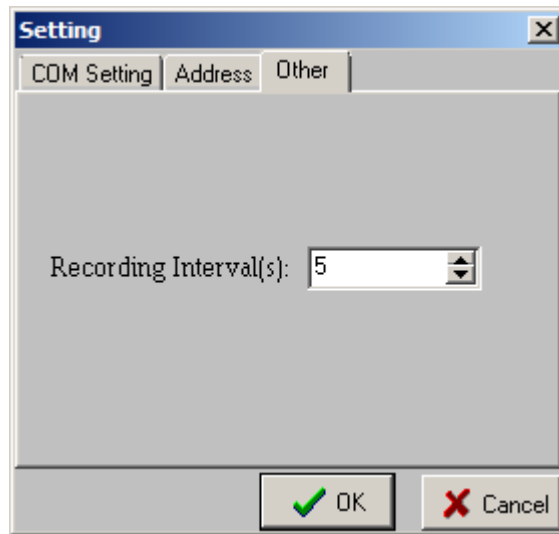 Setting
COM Setting Address Other
Recording Interval(s): 5
OK Cancel